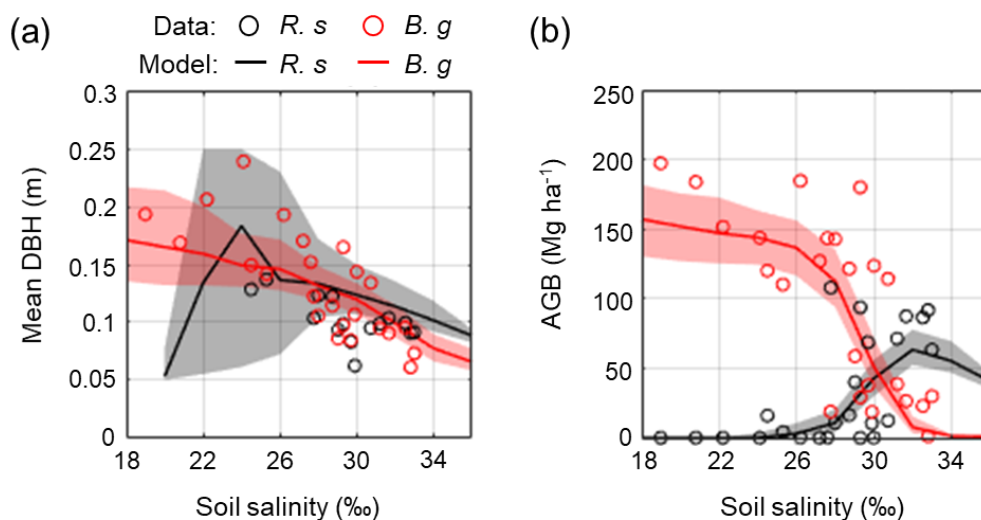 (a) Data: R. s B. g (b)
Model: R. s B. g
0.3
0.25
0.2
0.15
0.1
0.05
0
Mean DBH (m)
18 22 26 30 34
Soil salinity (‰)
250
200
150
100
50
0
AGB (Mg ha⁻¹)
18 22 26 30 34
Soil salinity (‰)